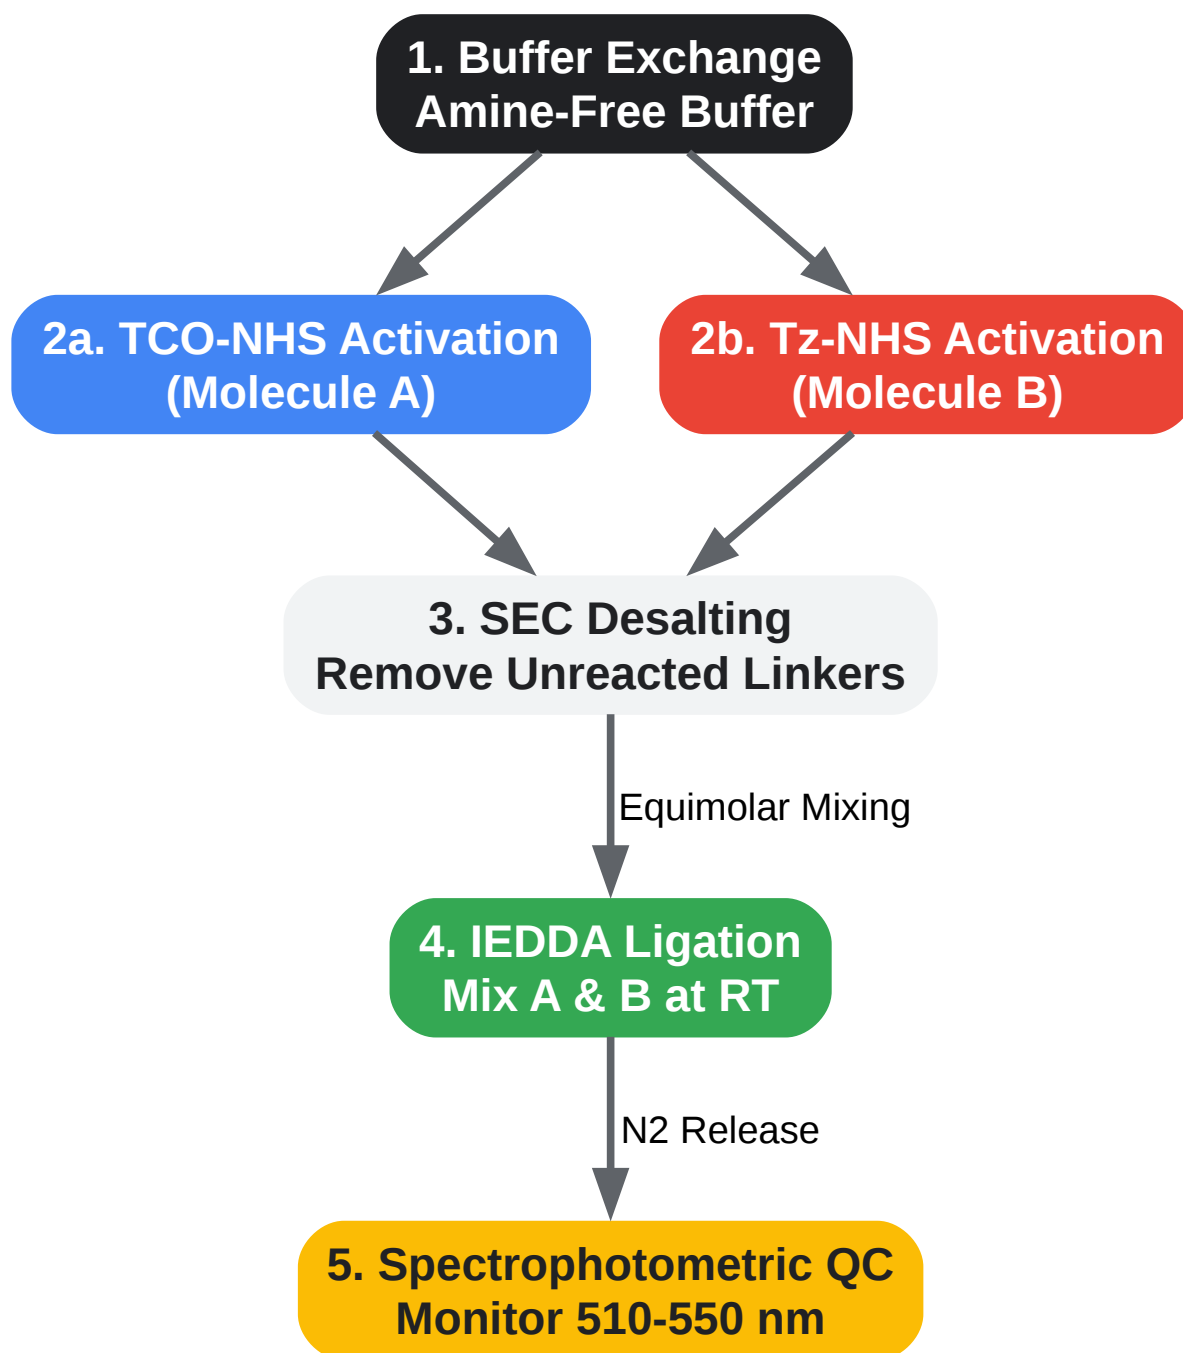 1. Buffer Exchange
Amine-Free Buffer
2a. TCO-NHS Activation
(Molecule A)
2b. Tz-NHS Activation
(Molecule B)
3. SEC Desalting
Remove Unreacted Linkers
Equimolar Mixing
4. IEDDA Ligation
Mix A & B at RT
N2 Release
5. Spectrophotometric QC
Monitor 510-550 nm